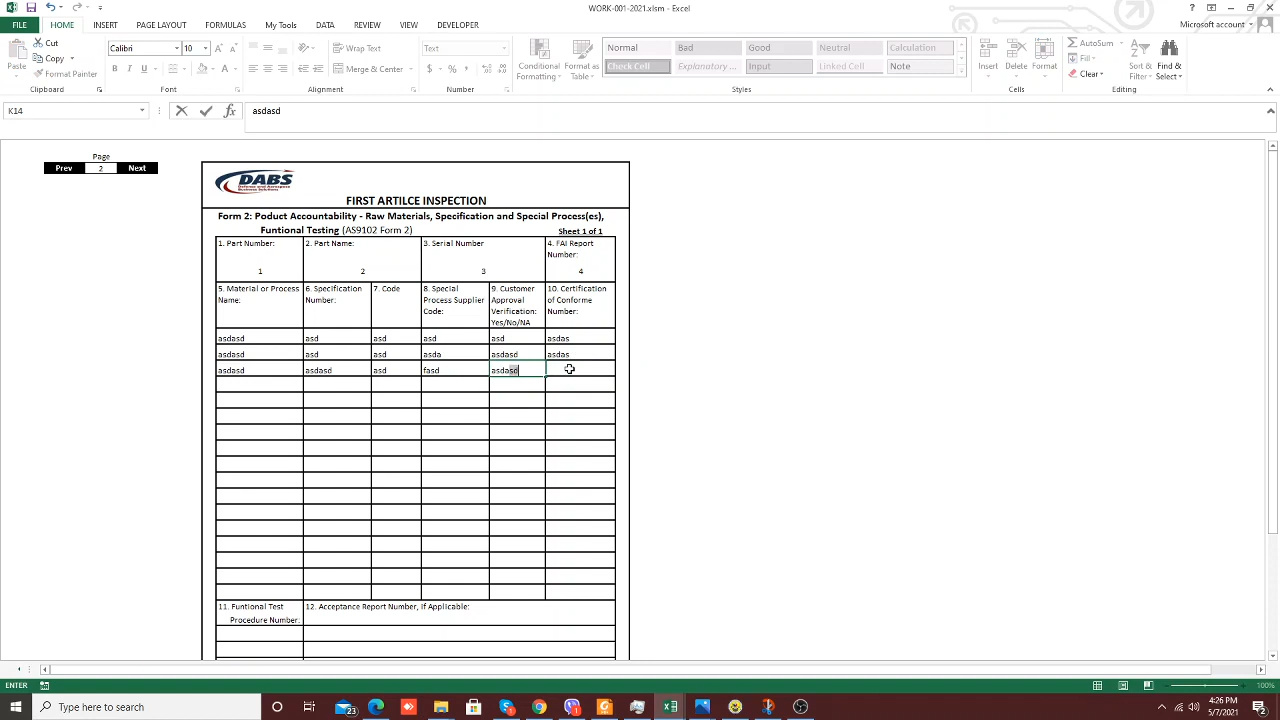 WORK-001-2021.xlsm - Excel
FILE HOME INSERT PAGE LAYOUT FORMULAS My Tools DATA REVIEW VIEW DEVELOPER
Microsoft account
Paste
Cut
Copy
Format Painter
Clipboard
Calibri 10
B I U
Font
Wrap Text
Merge & Center
Alignment
Text
$ % ,
Number
Conditional Formatting
Format as Table
Normal Bad Good Neutral Calculation
Check Cell Explanatory ... Input Linked Cell Note
Styles
Insert Delete Format
Cells
AutoSum
Fill
Clear
Sort & Filter
Find & Select
Editing
K14
fx
asdasd
Page
Prev 2 Next
DABS
Defense and Aerospace
Business Solutions
FIRST ARTILCE INSPECTION
Form 2: Poduct Accountability - Raw Materials, Specification and Special Process(es),
Funtional Testing (AS9102 Form 2)
Sheet 1 of 1
1. Part Number: 2. Part Name: 3. Serial Number 4. FAI Report
Number:
1 2 3 4
5. Material or Process 6. Specification 7. Code 8. Special 9. Customer 10. Certification
Name: Number: Process Supplier Approval of Conforme
Code: Verification: Number:
Yes/No/NA
asdasd asd asd asd asd asdas
asdasd asd asd asda asdasd asdas
asdasd asdasd asd fasd asdasd
11. Funtional Test 12. Acceptance Report Number, If Applicable:
Procedure Number:
ENTER
100%
Type here to search
23
4:26 PM
5/7/2021
2